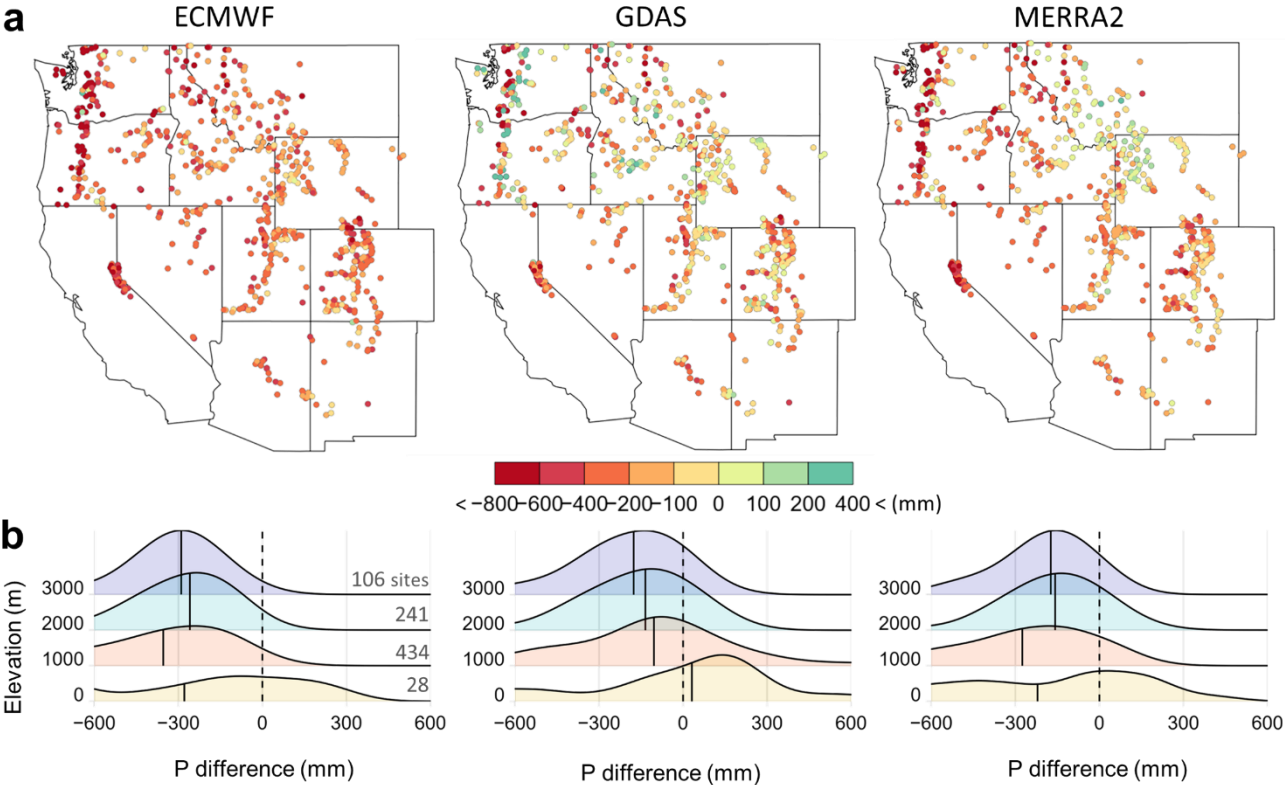 a
ECMWF GDAS MERRA2
< −800 −600 −400 −200 −100 0 100 200 400 < (mm)
b
Elevation (m)
3000 106 sites 3000 3000
2000 241 2000 2000
1000 434 1000 1000
0 28 0 0
−600 −300 0 300 600 −600 −300 0 300 600 −600 −300 0 300 600
P difference (mm) P difference (mm) P difference (mm)